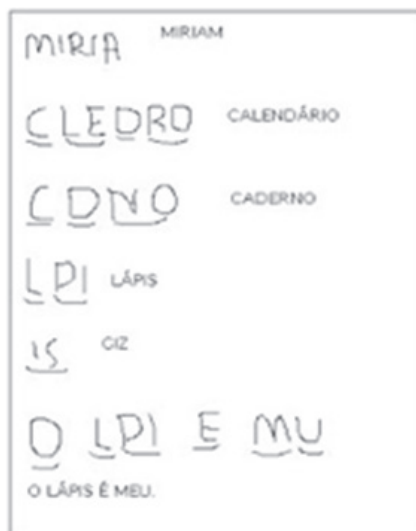 MIRIA MIRIAM
CLEDRO CALENDÁRIO
CDNO CADERNO
LPI LÁPIS
IS GIZ
O LPI E MU
O LÁPIS É MEU.